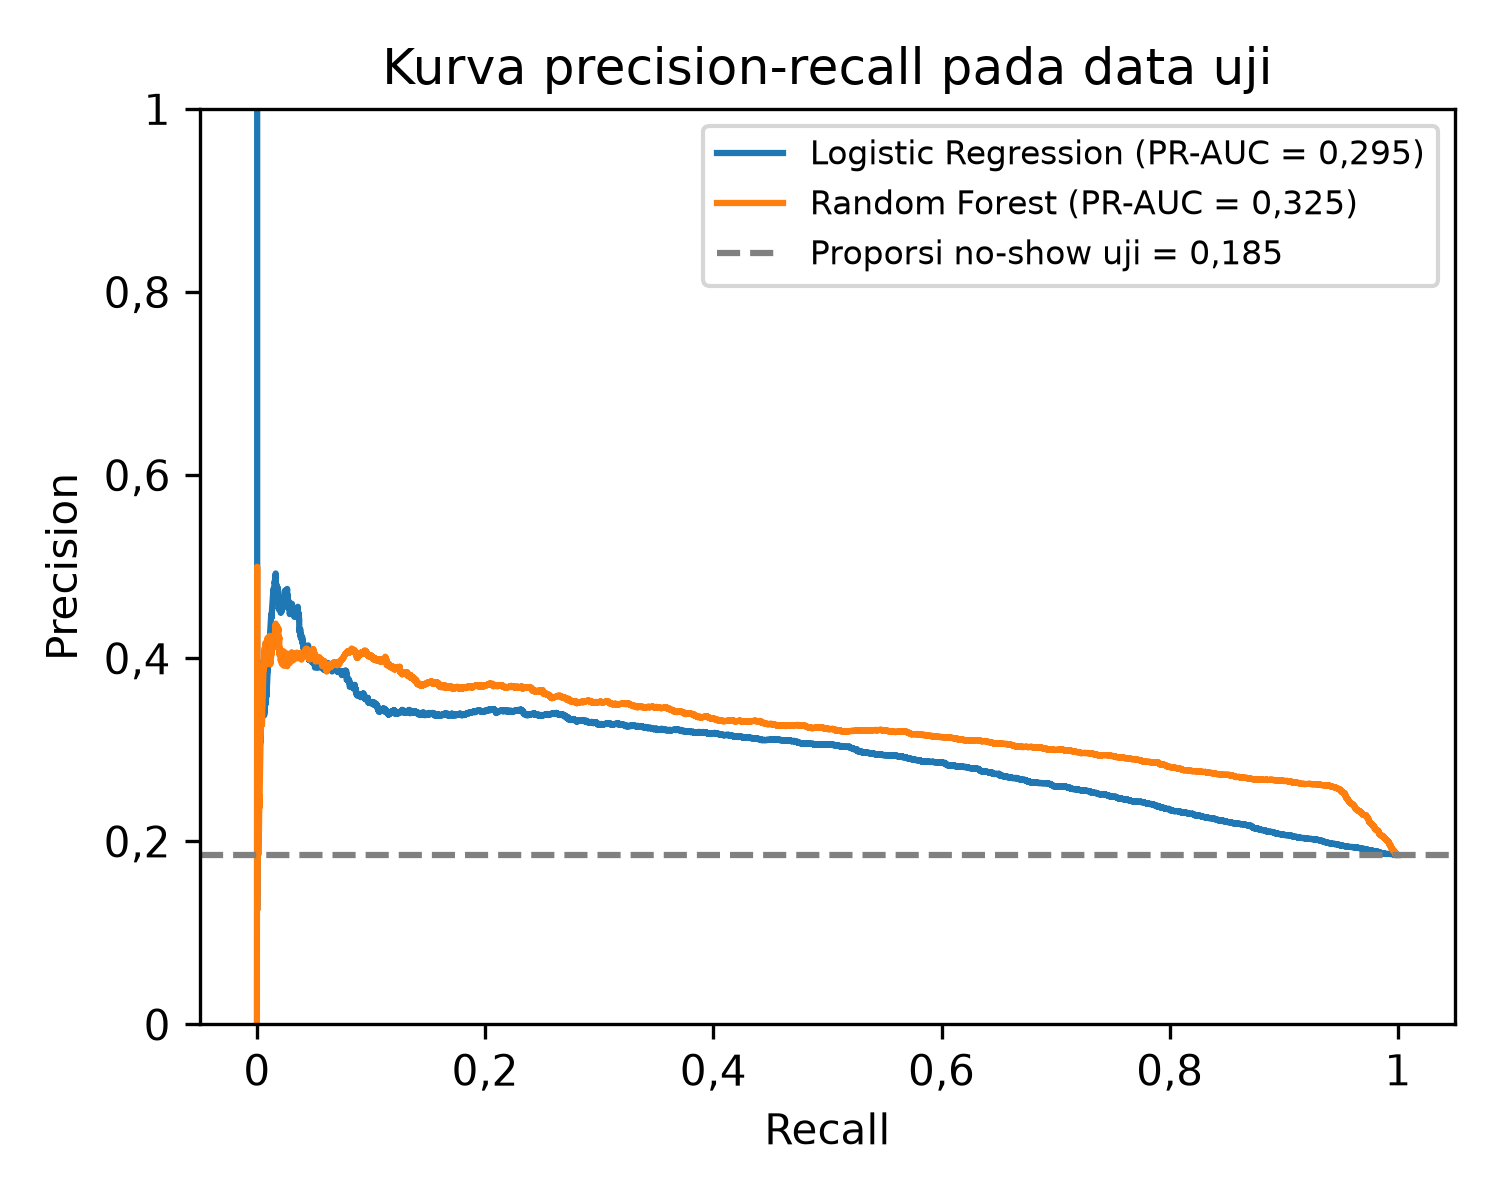 Kurva precision-recall pada data uji
Logistic Regression (PR-AUC = 0,295)
Random Forest (PR-AUC = 0,325)
Proporsi no-show uji = 0,185
Precision
1
0,8
0,6
0,4
0,2
0
0
0,2
0,4
0,6
0,8
1
Recall